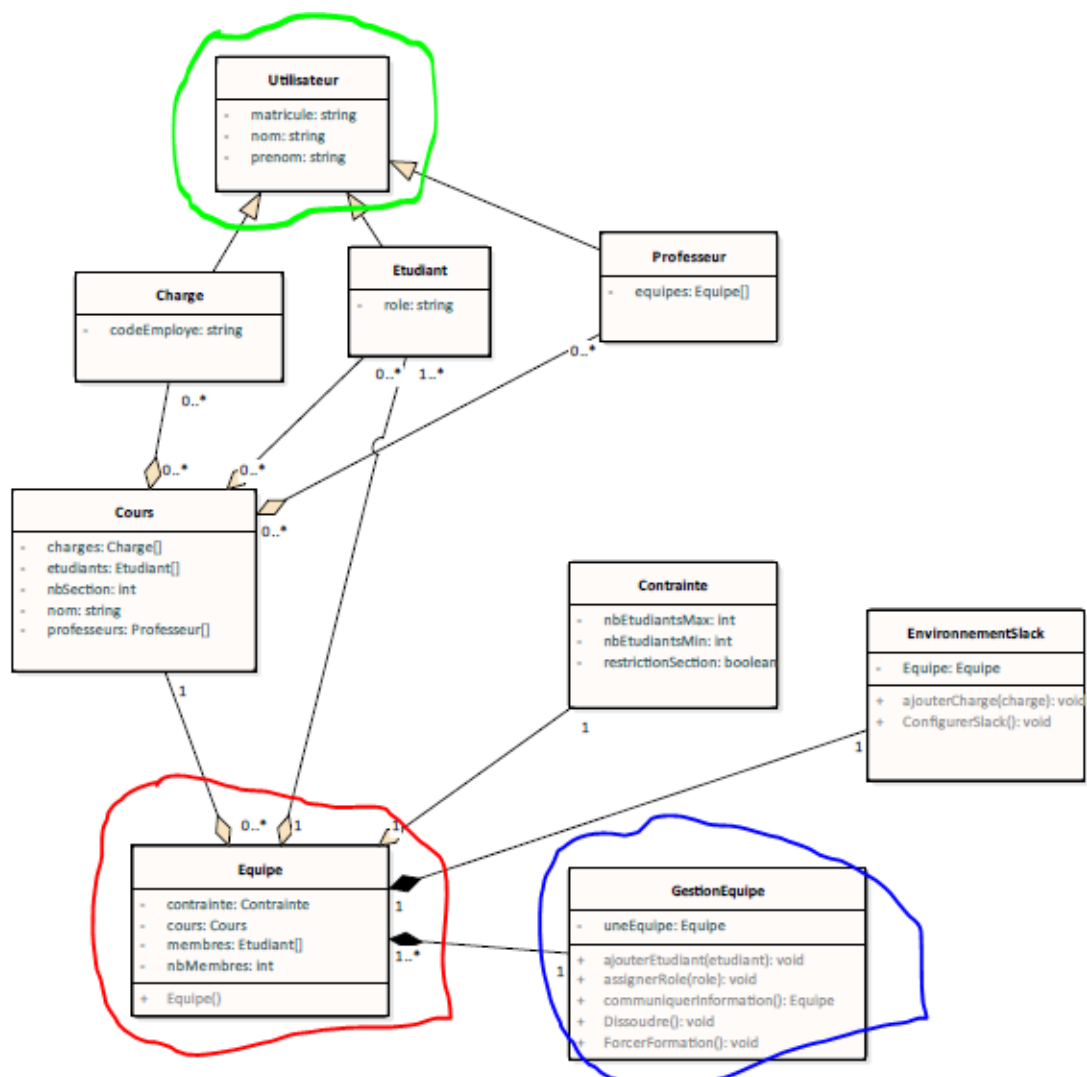 Utilisateur
- matricule: string
- nom: string
- prenom: string
Charge
- codeEmploye: string
Etudiant
- role: string
Professeur
- equipes: Equipe[]
0..*
0..* 1..*
0..*
0..*
0..*
0..*
Cours
- charges: Charge[]
- etudiants: Etudiant[]
- nbSection: int
- nom: string
- professeurs: Professeur[]
Contrainte
- nbEtudiantsMax: int
- nbEtudiantsMin: int
- restrictionSection: boolean
EnvironnementSlack
- Equipe: Equipe
+ ajouterCharge(charge): void
+ ConfigurerSlack(): void
1
1
1
0..* 1 1
Equipe
- contrainte: Contrainte
- cours: Cours
- membres: Etudiant[]
- nbMembres: int
+ Equipe()
1
1..*
1
GestionEquipe
- uneEquipe: Equipe
+ ajouterEtudiant(etudiant): void
+ assignerRole(role): void
+ communiquerInformation(): Equipe
+ Dissoudre(): void
+ ForcerFormation(): void